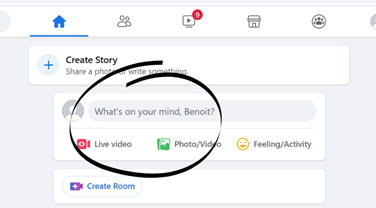 9
Create Story
Share a photo or write something.
What's on your mind, Benoit?
Live video Photo/Video Feeling/Activity
Create Room